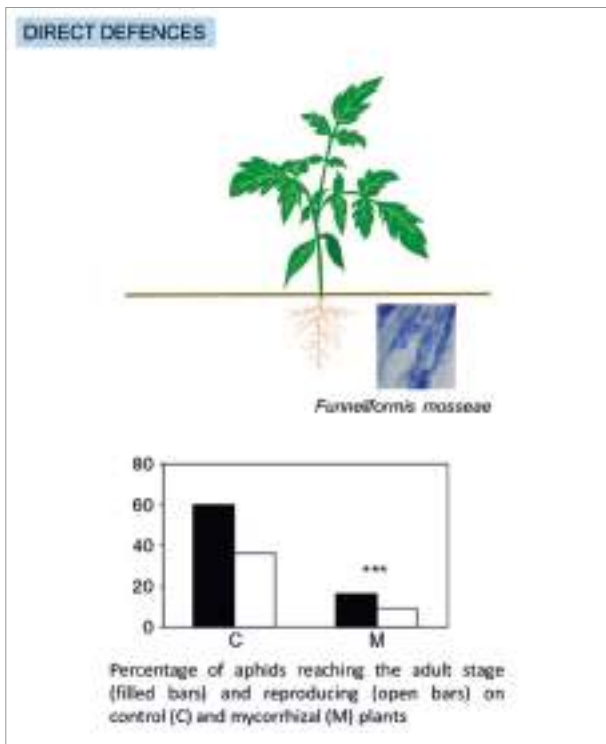 DIRECT DEFENCES
Funneliformis mosseae
80
60
40
20
0
***
C
M
Percentage of aphids reaching the adult stage
(filled bars) and reproducing (open bars) on
control (C) and mycorrhizal (M) plants